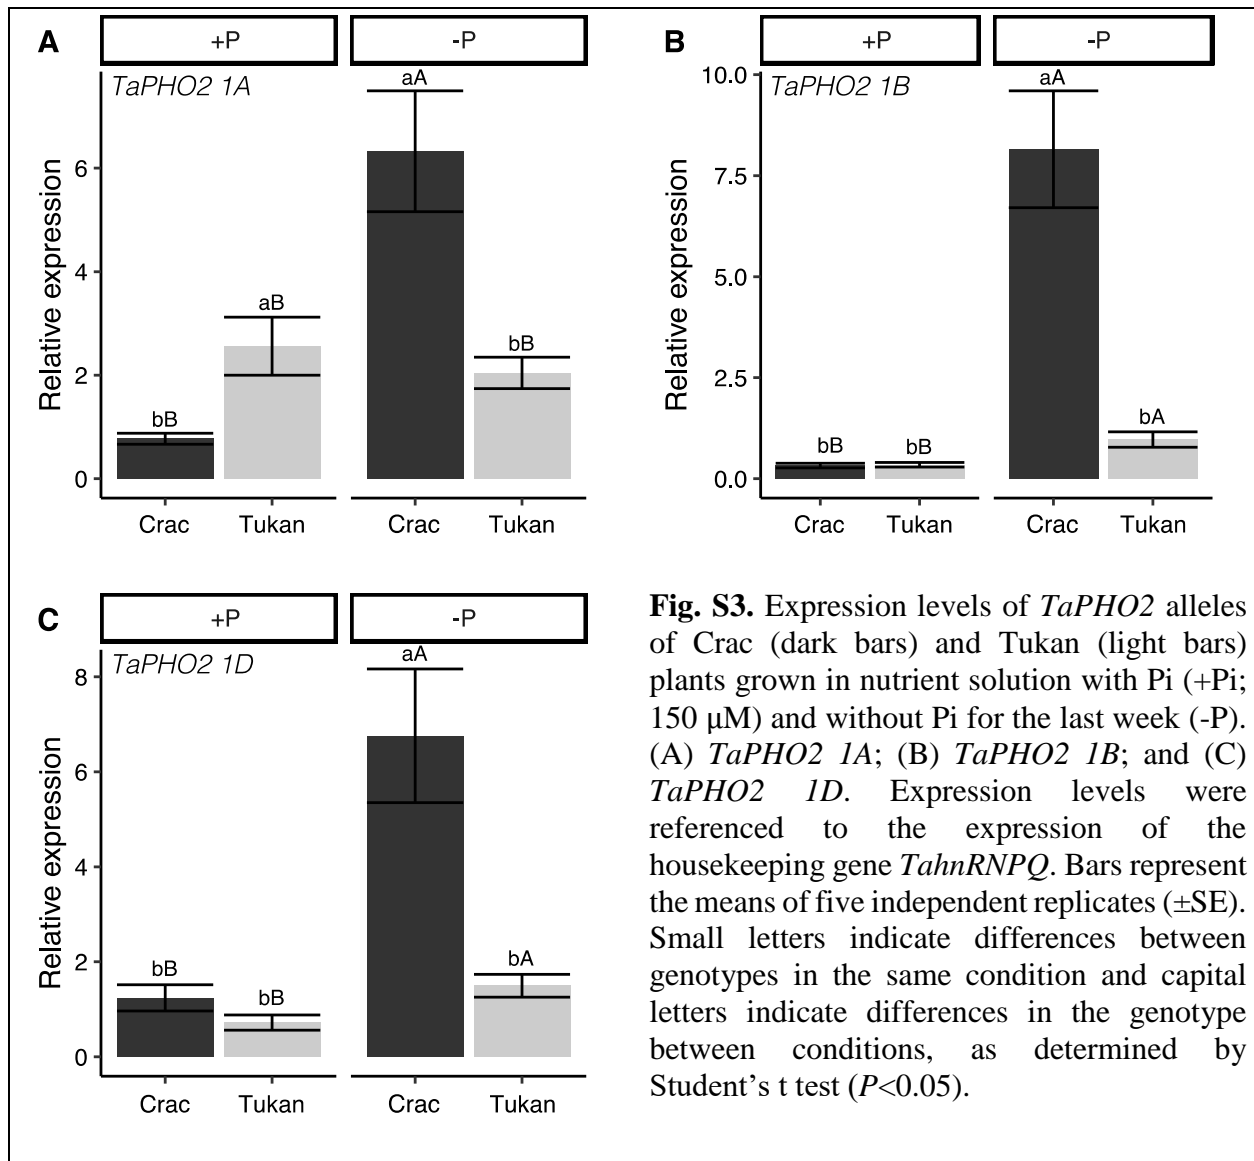 A
+P
-P
TaPHO2 1A
aA
aB
bB
bB
6
4
2
0
Relative expression
Crac
Tukan
Crac
Tukan
B
+P
-P
TaPHO2 1B
aA
bA
bB
bB
10.0
7.5
5.0
2.5
0.0
Relative expression
Crac
Tukan
Crac
Tukan
C
+P
-P
TaPHO2 1D
aA
bB
bB
bA
8
6
4
2
0
Relative expression
Crac
Tukan
Crac
Tukan
Fig. S3. Expression levels of TaPHO2 alleles
of Crac (dark bars) and Tukan (light bars)
plants grown in nutrient solution with Pi (+Pi;
150 μM) and without Pi for the last week (-P).
(A) TaPHO2 1A; (B) TaPHO2 1B; and (C)
TaPHO2 1D. Expression levels were
referenced to the expression of the
housekeeping gene TahnRNPQ. Bars represent
the means of five independent replicates (±SE).
Small letters indicate differences between
genotypes in the same condition and capital
letters indicate differences in the genotype
between conditions, as determined by
Student’s t test (P<0.05).